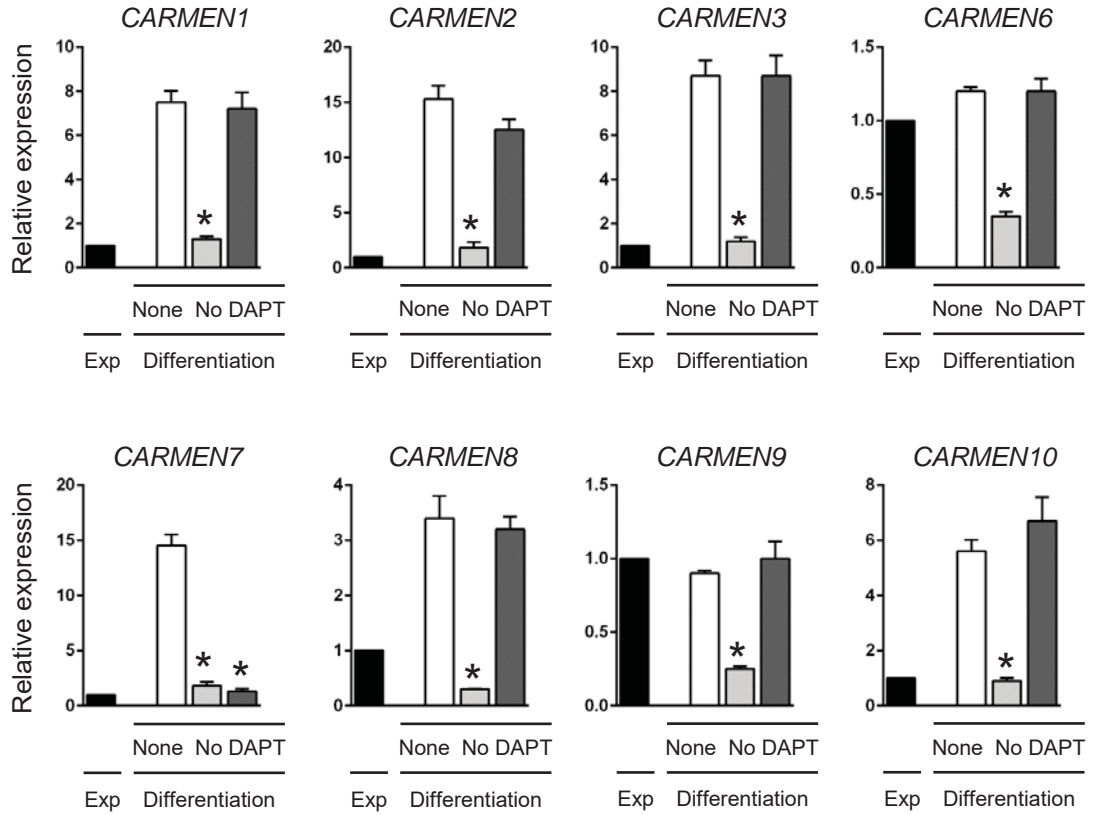 CARMEN1 CARMEN2 CARMEN3 CARMEN6
Relative expression
10
8
6
4
2
0
*
None No DAPT
Exp Differentiation
20
15
10
5
0
*
None No DAPT
Exp Differentiation
10
8
6
4
2
0
*
None No DAPT
Exp Differentiation
1.5
1.0
0.5
0.0
*
None No DAPT
Exp Differentiation
CARMEN7 CARMEN8 CARMEN9 CARMEN10
Relative expression
20
15
10
5
0
* *
None No DAPT
Exp Differentiation
4
3
2
1
0
*
None No DAPT
Exp Differentiation
1.5
1.0
0.5
0.0
*
None No DAPT
Exp Differentiation
8
6
4
2
0
*
None No DAPT
Exp Differentiation